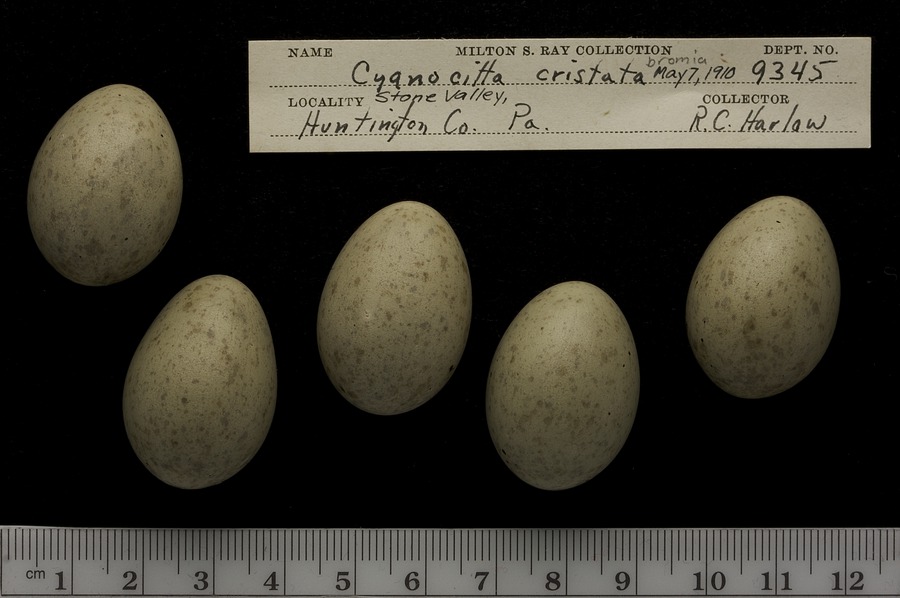 NAME MILTON S. RAY COLLECTION DEPT. NO.
bromia
Cyanocitta cristata May 7, 1910 9345
LOCALITY Stone Valley, COLLECTOR
Huntington Co. Pa. R.C. Harlow
cm 1 2 3 4 5 6 7 8 9 10 11 12